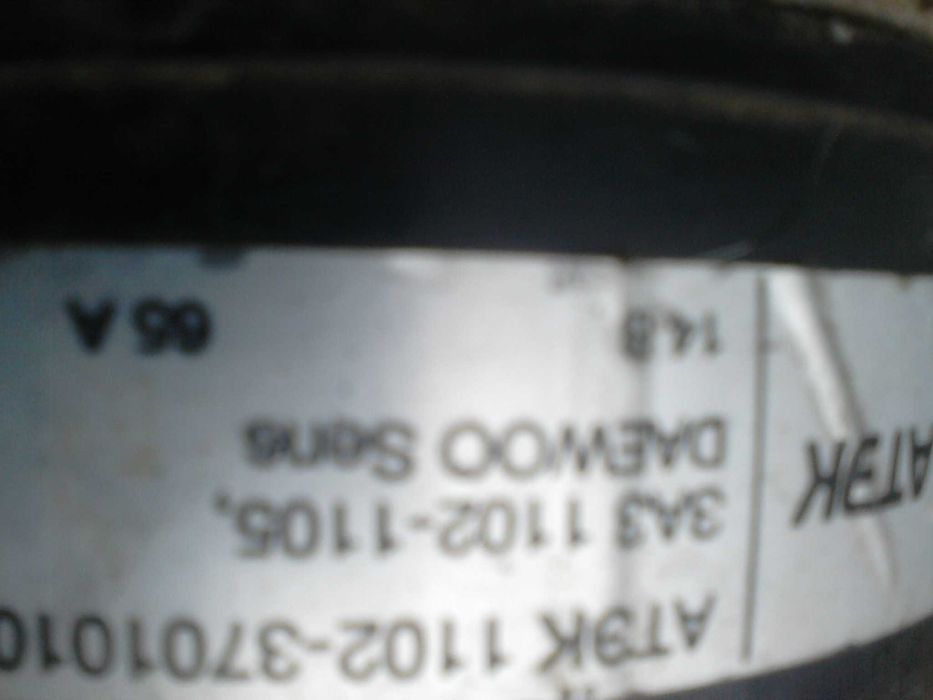 АТЭК
АТЭК 1102-3701010
ЗАЗ 1102-1105,
DAEWOO Sens
14 В 65 А